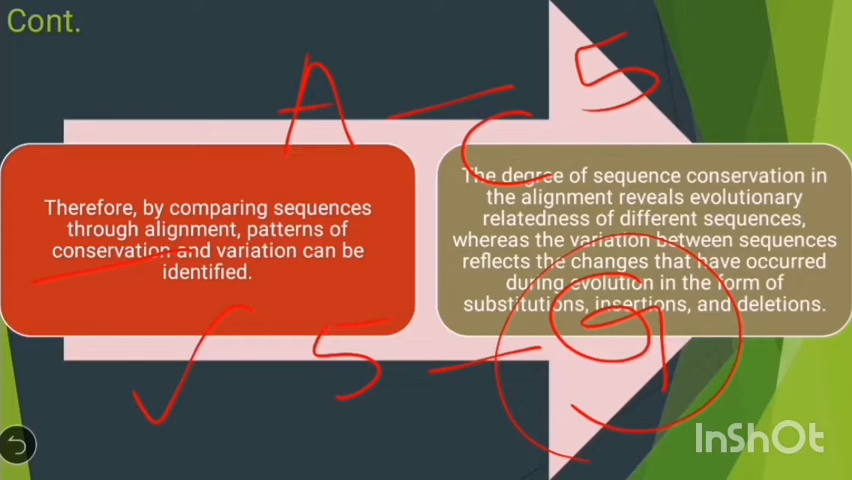 Cont.
A
5
C
Therefore, by comparing sequences
through alignment, patterns of
conservation and variation can be
identified.
The degree of sequence conservation in
the alignment reveals evolutionary
relatedness of different sequences,
whereas the variation between sequences
reflects the changes that have occurred
during evolution in the form of
substitutions, insertions, and deletions.
5
G
InShOt